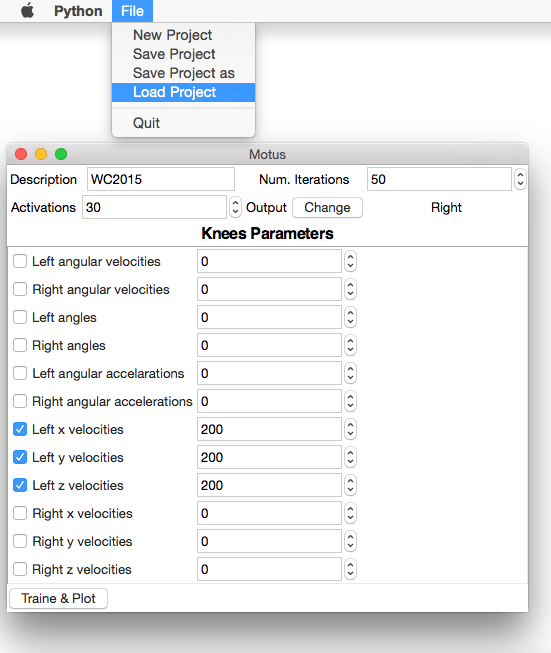 Python File
New Project
Save Project
Save Project as
Load Project
Quit
Motus
Description WC2015 Num. Iterations 50
Activations 30 Output Change Right
Knees Parameters
Left angular velocities 0
Right angular velocities 0
Left angles 0
Right angles 0
Left angular accelarations 0
Right angular accelerations 0
Left x velocities 200
Left y velocities 200
Left z velocities 200
Right x velocities 0
Right y velocities 0
Right z velocities 0
Traine & Plot